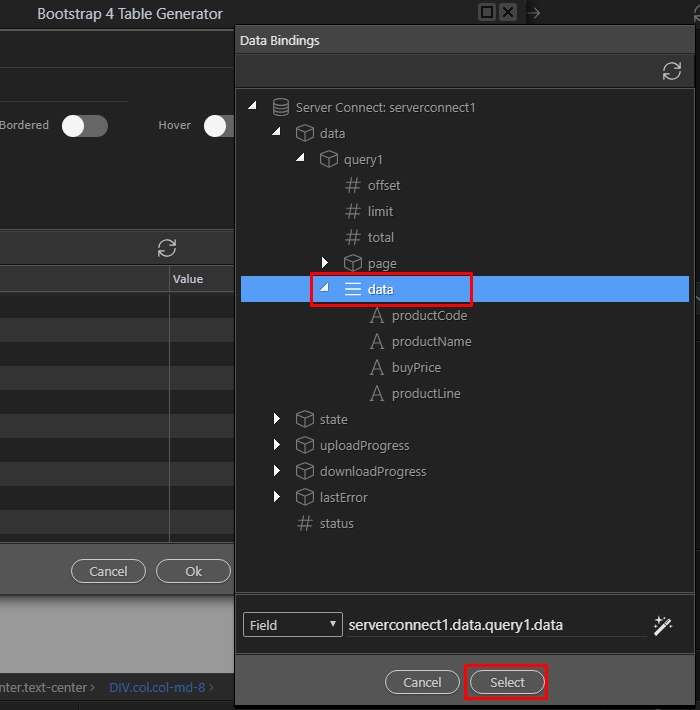 Bootstrap 4 Table Generator
Data Bindings
Server Connect: serverconnect1
Bordered
Hover
data
query1
offset
limit
total
page
Value
data
productCode
productName
buyPrice
productLine
state
uploadProgress
downloadProgress
lastError
status
Cancel
Ok
Field
serverconnect1.data.query1.data
nter.text-center
DIV.col.col-md-8
Cancel
Select